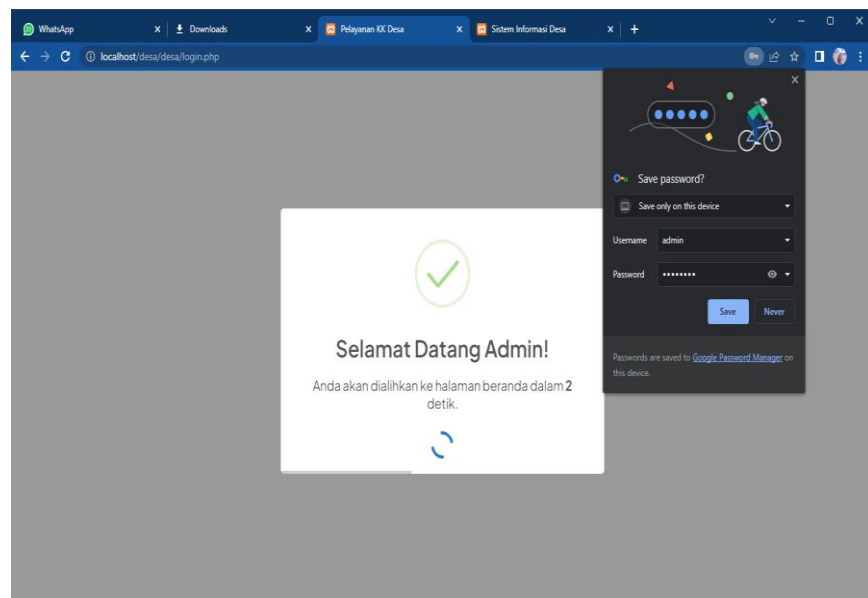 WhatsApp
Downloads
Pelayanan KK Desa
Sistem Informasi Desa
localhost/desa/desa/login.php
Save password?
Save only on this device
Username admin
Password ••••••••
Save Never
Passwords are saved to Google Password Manager on
this device.
Selamat Datang Admin!
Anda akan dialihkan ke halaman beranda dalam 2
detik.